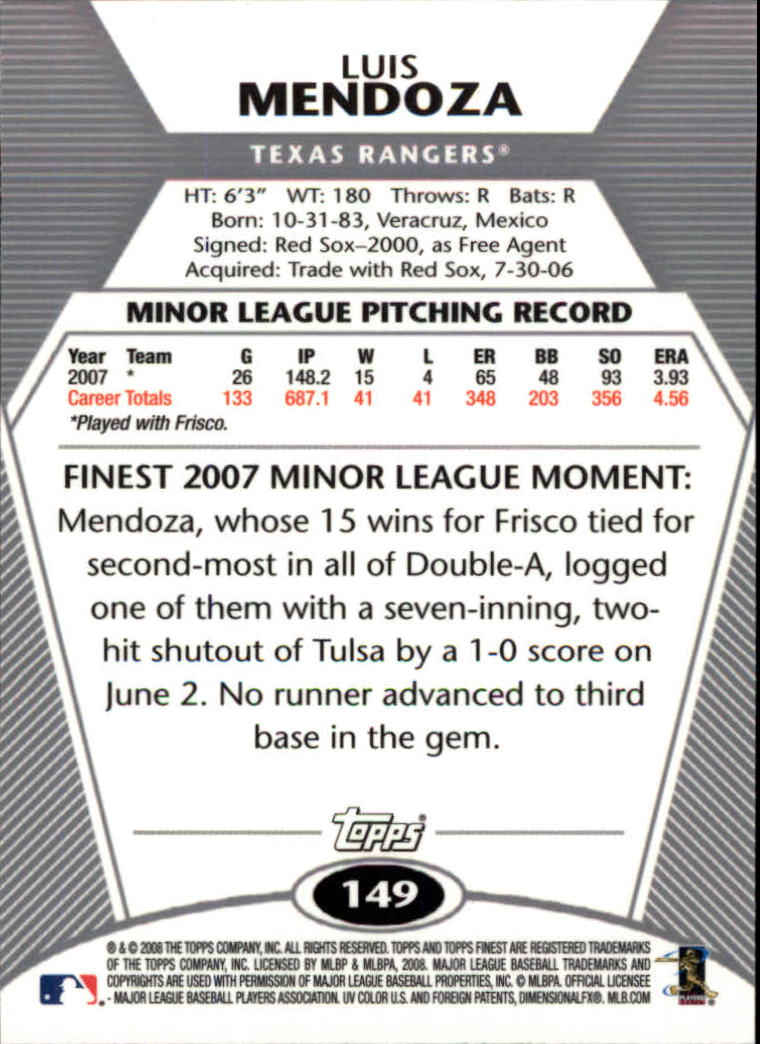 LUIS
MENDOZA
TEXAS RANGERS®
HT: 6'3" WT: 180 Throws: R Bats: R
Born: 10-31-83, Veracruz, Mexico
Signed: Red Sox–2000, as Free Agent
Acquired: Trade with Red Sox, 7-30-06
MINOR LEAGUE PITCHING RECORD
Year Team G IP W L ER BB SO ERA
2007 * 26 148.2 15 4 65 48 93 3.93
Career Totals 133 687.1 41 41 348 203 356 4.56
*Played with Frisco.
FINEST 2007 MINOR LEAGUE MOMENT:
Mendoza, whose 15 wins for Frisco tied for
second-most in all of Double-A, logged
one of them with a seven-inning, two-
hit shutout of Tulsa by a 1-0 score on
June 2. No runner advanced to third
base in the gem.
topps®
149
® & © 2008 THE TOPPS COMPANY, INC. ALL RIGHTS RESERVED. TOPPS AND TOPPS FINEST ARE REGISTERED TRADEMARKS
OF THE TOPPS COMPANY, INC. LICENSED BY MLBP & MLBPA, 2008. MAJOR LEAGUE BASEBALL TRADEMARKS AND
COPYRIGHTS ARE USED WITH PERMISSION OF MAJOR LEAGUE BASEBALL PROPERTIES, INC. © MLBPA. OFFICIAL LICENSEE
- MAJOR LEAGUE BASEBALL PLAYERS ASSOCIATION. UV COLOR U.S. AND FOREIGN PATENTS, DIMENSIONALFX®. MLB.COM
PLAYERS